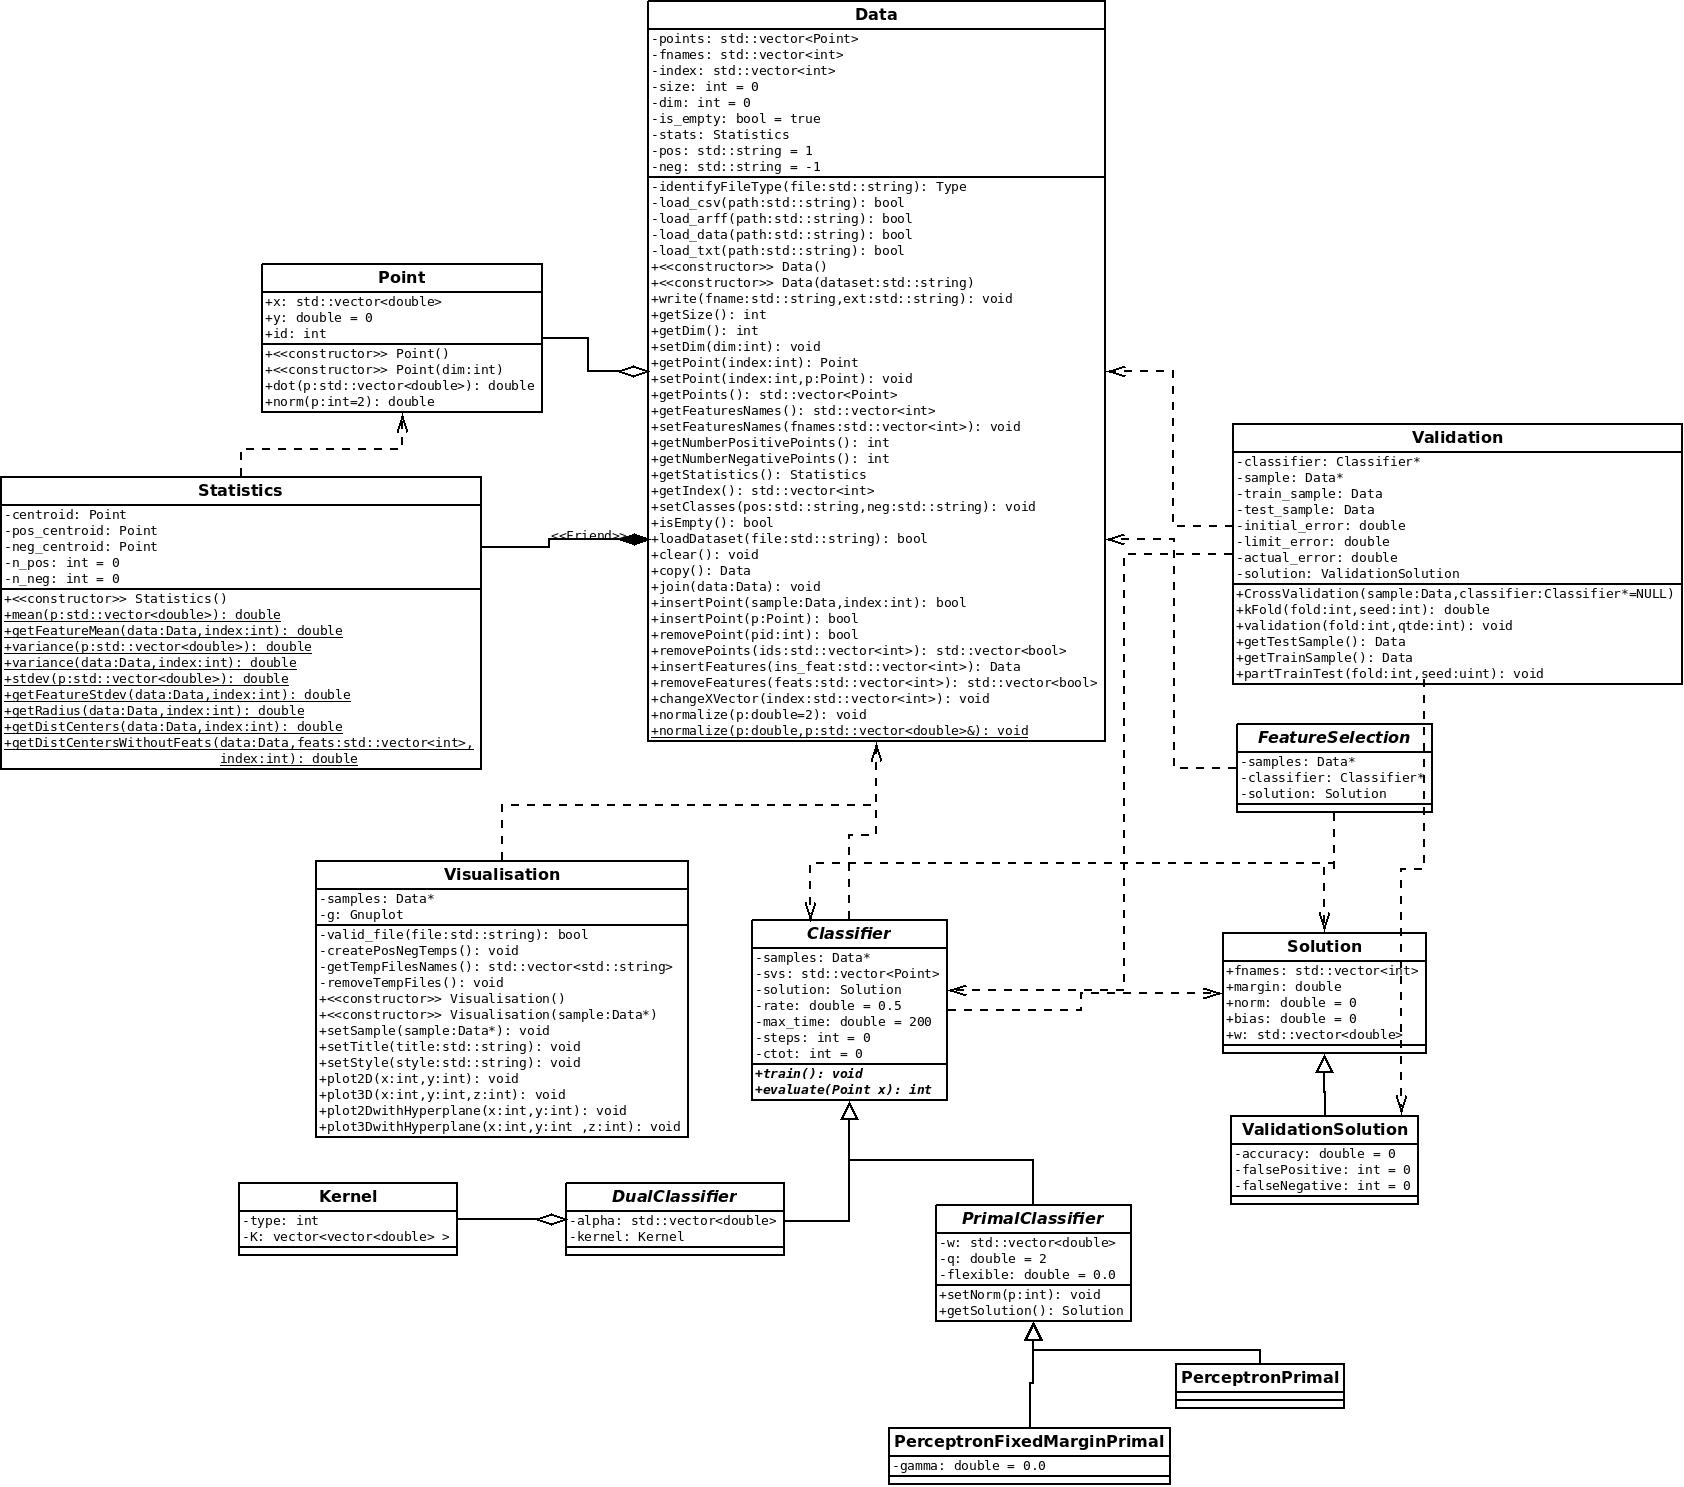 Data
-points: std::vector<Point>
-fnames: std::vector<int>
-index: std::vector<int>
-size: int = 0
-dim: int = 0
-is_empty: bool = true
-stats: Statistics
-pos: std::string = 1
-neg: std::string = -1
-identifyFileType(file:std::string): Type
-load_csv(path:std::string): bool
-load_arff(path:std::string): bool
-load_data(path:std::string): bool
-load_txt(path:std::string): bool
+<<constructor>> Data()
+<<constructor>> Data(dataset:std::string)
+write(fname:std::string,ext:std::string): void
+getSize(): int
+getDim(): int
+setDim(dim:int): void
+getPoint(index:int): Point
+setPoint(index:int,p:Point): void
+getPoints(): std::vector<Point>
+getFeaturesNames(): std::vector<int>
+setFeaturesNames(fnames:std::vector<int>): void
+getNumberPositivePoints(): int
+getNumberNegativePoints(): int
+getStatistics(): Statistics
+getIndex(): std::vector<int>
+setClasses(pos:std::string,neg:std::string): void
+isEmpty(): bool
+loadDataset(file:std::string): bool
+clear(): void
+copy(): Data
+join(data:Data): void
+insertPoint(sample:Data,index:int): bool
+insertPoint(p:Point): bool
+removePoint(pid:int): bool
+removePoints(ids:std::vector<int>): std::vector<bool>
+insertFeatures(ins_feat:std::vector<int>): Data
+removeFeatures(feats:std::vector<int>): std::vector<bool>
+changeXVector(index:std::vector<int>): void
+normalize(p:double=2): void
+normalize(p:double,p:std::vector<double>&): void
Point
+x: std::vector<double>
+y: double = 0
+id: int
+<<constructor>> Point()
+<<constructor>> Point(dim:int)
+dot(p:std::vector<double>): double
+norm(p:int=2): double
Statistics
-centroid: Point
-pos_centroid: Point
-neg_centroid: Point
-n_pos: int = 0
-n_neg: int = 0
+<<constructor>> Statistics()
+mean(p:std::vector<double>): double
+getFeatureMean(data:Data,index:int): double
+variance(p:std::vector<double>): double
+variance(data:Data,index:int): double
+stdev(p:std::vector<double>): double
+getFeatureStdev(data:Data,index:int): double
+getRadius(data:Data,index:int): double
+getDistCenters(data:Data,index:int): double
+getDistCentersWithoutFeats(data:Data,feats:std::vector<int>,
index:int): double
<<Friend>>
Validation
-classifier: Classifier*
-sample: Data*
-train_sample: Data
-test_sample: Data
-initial_error: double
-limit_error: double
-actual_error: double
-solution: ValidationSolution
+CrossValidation(sample:Data,classifier:Classifier*=NULL)
+kFold(fold:int,seed:int): double
+validation(fold:int,qtde:int): void
+getTestSample(): Data
+getTrainSample(): Data
+partTrainTest(fold:int,seed:uint): void
FeatureSelection
-samples: Data*
-classifier: Classifier*
-solution: Solution
Visualisation
-samples: Data*
-g: Gnuplot
-valid_file(file:std::string): bool
-createPosNegTemps(): void
-getTempFilesNames(): std::vector<std::string>
-removeTempFiles(): void
+<<constructor>> Visualisation()
+<<constructor>> Visualisation(sample:Data*)
+setSample(sample:Data*): void
+setTitle(title:std::string): void
+setStyle(style:std::string): void
+plot2D(x:int,y:int): void
+plot3D(x:int,y:int,z:int): void
+plot2DwithHyperplane(x:int,y:int): void
+plot3DwithHyperplane(x:int,y:int ,z:int): void
Classifier
-samples: Data*
-svs: std::vector<Point>
-solution: Solution
-rate: double = 0.5
-max_time: double = 200
-steps: int = 0
-ctot: int = 0
+train(): void
+evaluate(Point x): int
Solution
+fnames: std::vector<int>
+margin: double
+norm: double = 0
+bias: double = 0
+w: std::vector<double>
ValidationSolution
-accuracy: double = 0
-falsePositive: int = 0
-falseNegative: int = 0
Kernel
-type: int
-K: vector<vector<double> >
DualClassifier
-alpha: std::vector<double>
-kernel: Kernel
PrimalClassifier
-w: std::vector<double>
-q: double = 2
-flexible: double = 0.0
+setNorm(p:int): void
+getSolution(): Solution
PerceptronPrimal
PerceptronFixedMarginPrimal
-gamma: double = 0.0